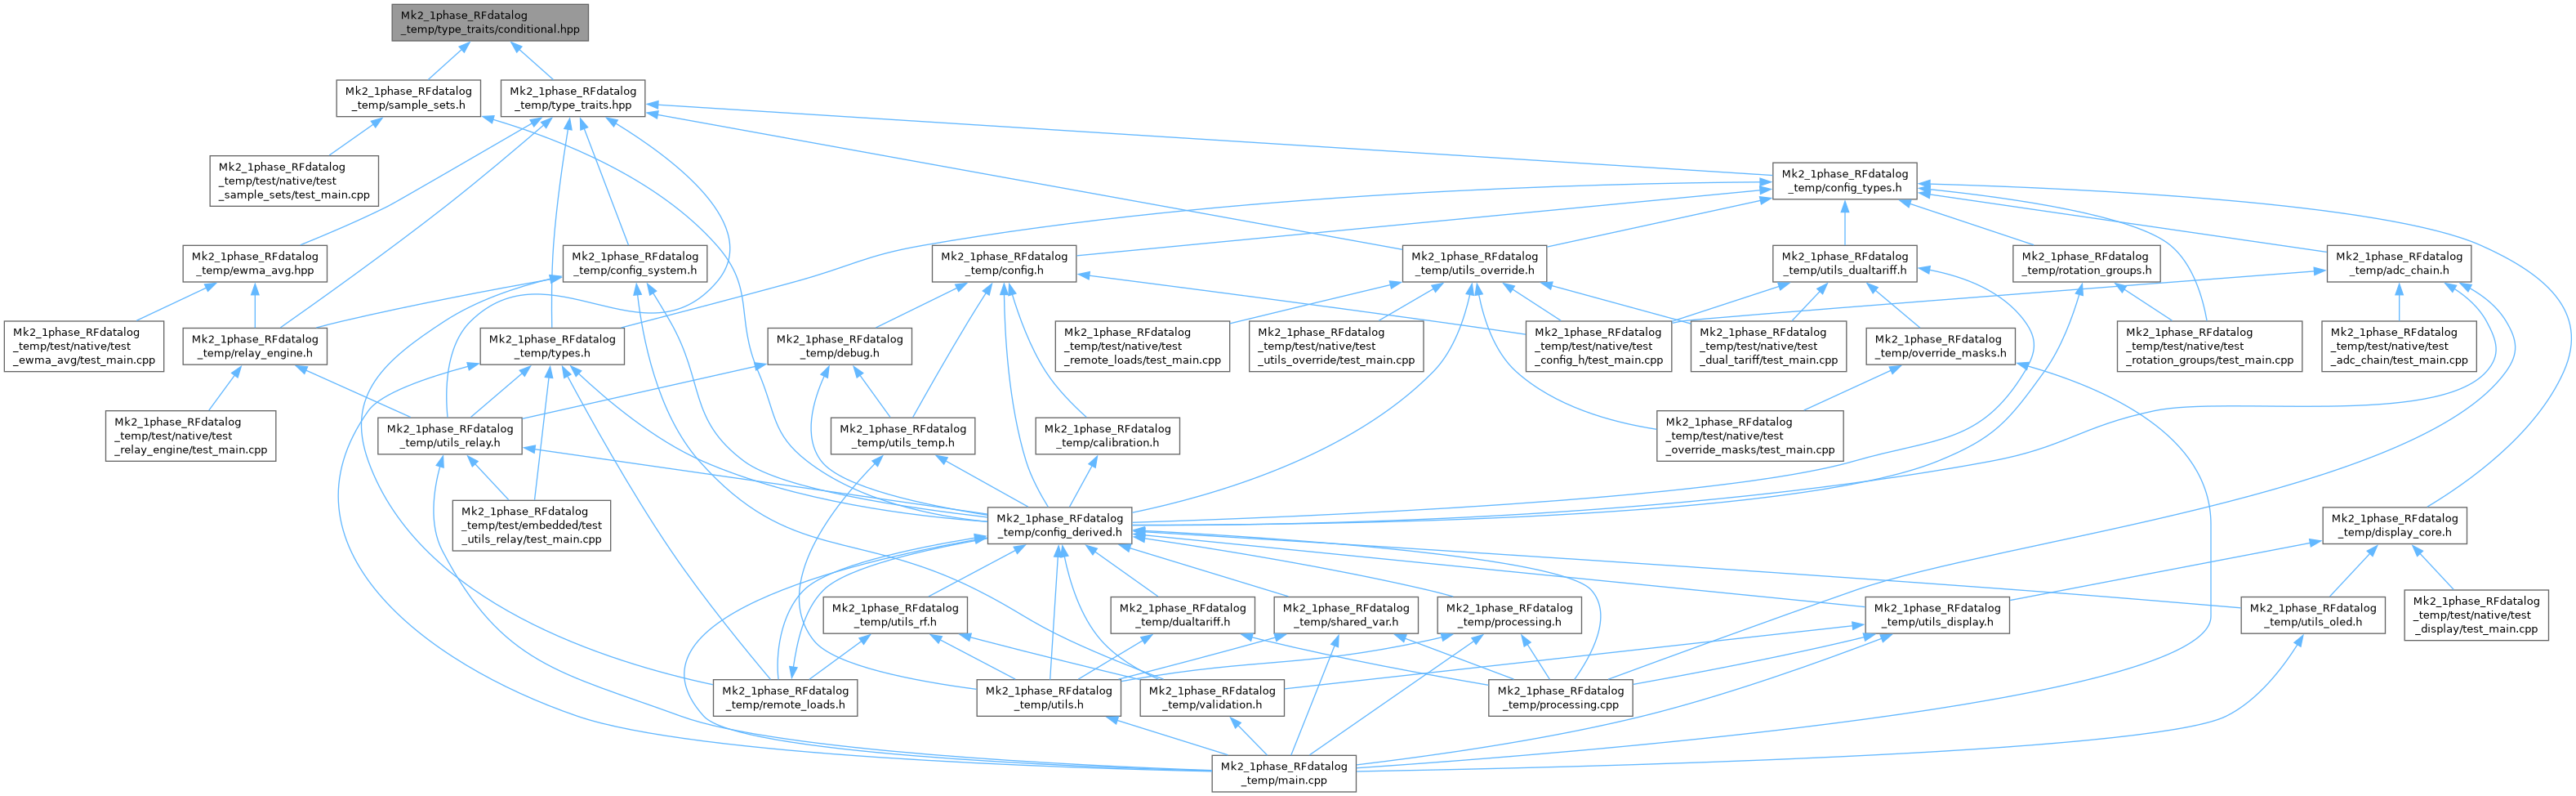 Mk2_1phase_RFdatalog
_temp/type_traits/conditional.hpp
Mk2_1phase_RFdatalog
_temp/sample_sets.h
Mk2_1phase_RFdatalog
_temp/type_traits.hpp
Mk2_1phase_RFdatalog
_temp/test/native/test
_sample_sets/test_main.cpp
Mk2_1phase_RFdatalog
_temp/config_types.h
Mk2_1phase_RFdatalog
_temp/ewma_avg.hpp
Mk2_1phase_RFdatalog
_temp/config_system.h
Mk2_1phase_RFdatalog
_temp/config.h
Mk2_1phase_RFdatalog
_temp/utils_override.h
Mk2_1phase_RFdatalog
_temp/utils_dualtariff.h
Mk2_1phase_RFdatalog
_temp/rotation_groups.h
Mk2_1phase_RFdatalog
_temp/adc_chain.h
Mk2_1phase_RFdatalog
_temp/test/native/test
_ewma_avg/test_main.cpp
Mk2_1phase_RFdatalog
_temp/relay_engine.h
Mk2_1phase_RFdatalog
_temp/types.h
Mk2_1phase_RFdatalog
_temp/debug.h
Mk2_1phase_RFdatalog
_temp/test/native/test
_remote_loads/test_main.cpp
Mk2_1phase_RFdatalog
_temp/test/native/test
_utils_override/test_main.cpp
Mk2_1phase_RFdatalog
_temp/test/native/test
_config_h/test_main.cpp
Mk2_1phase_RFdatalog
_temp/test/native/test
_dual_tariff/test_main.cpp
Mk2_1phase_RFdatalog
_temp/override_masks.h
Mk2_1phase_RFdatalog
_temp/test/native/test
_rotation_groups/test_main.cpp
Mk2_1phase_RFdatalog
_temp/test/native/test
_adc_chain/test_main.cpp
Mk2_1phase_RFdatalog
_temp/test/native/test
_relay_engine/test_main.cpp
Mk2_1phase_RFdatalog
_temp/utils_relay.h
Mk2_1phase_RFdatalog
_temp/utils_temp.h
Mk2_1phase_RFdatalog
_temp/calibration.h
Mk2_1phase_RFdatalog
_temp/test/native/test
_override_masks/test_main.cpp
Mk2_1phase_RFdatalog
_temp/test/embedded/test
_utils_relay/test_main.cpp
Mk2_1phase_RFdatalog
_temp/config_derived.h
Mk2_1phase_RFdatalog
_temp/display_core.h
Mk2_1phase_RFdatalog
_temp/utils_rf.h
Mk2_1phase_RFdatalog
_temp/dualtariff.h
Mk2_1phase_RFdatalog
_temp/shared_var.h
Mk2_1phase_RFdatalog
_temp/processing.h
Mk2_1phase_RFdatalog
_temp/utils_display.h
Mk2_1phase_RFdatalog
_temp/utils_oled.h
Mk2_1phase_RFdatalog
_temp/test/native/test
_display/test_main.cpp
Mk2_1phase_RFdatalog
_temp/remote_loads.h
Mk2_1phase_RFdatalog
_temp/utils.h
Mk2_1phase_RFdatalog
_temp/validation.h
Mk2_1phase_RFdatalog
_temp/processing.cpp
Mk2_1phase_RFdatalog
_temp/main.cpp